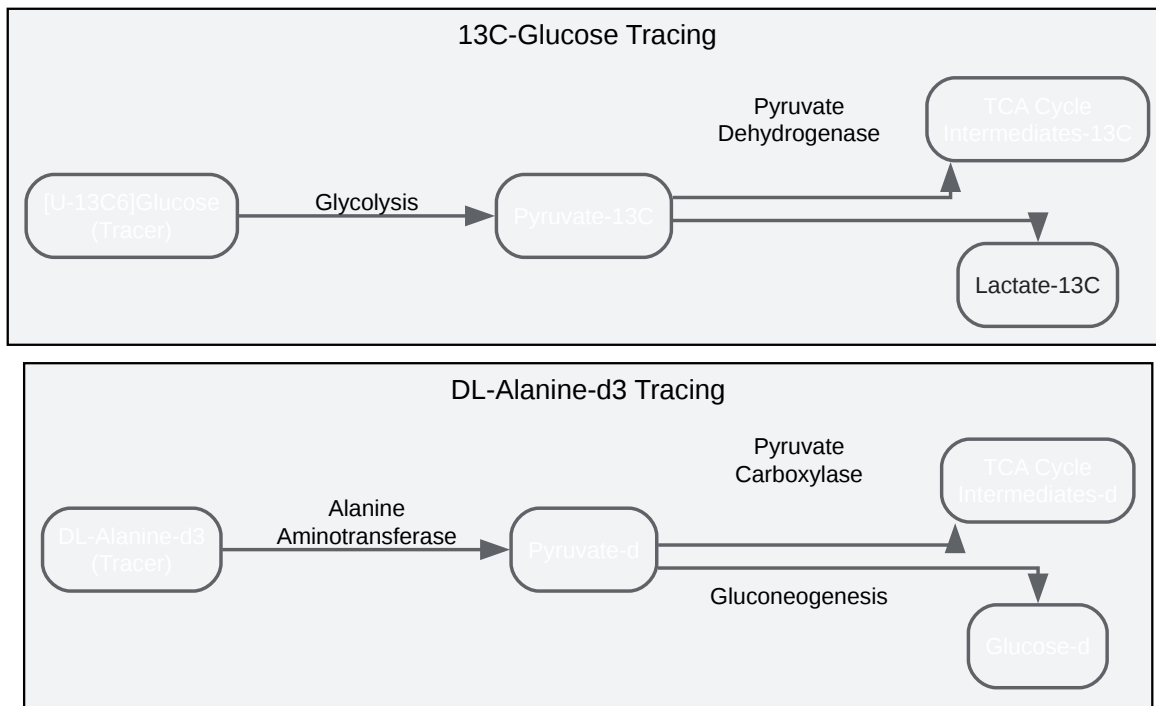 13C-Glucose Tracing
Pyruvate
Dehydrogenase
TCA Cycle
Intermediates-13C
[U-13C6]Glucose
(Tracer)
Glycolysis
Pyruvate-13C
Lactate-13C
DL-Alanine-d3 Tracing
Pyruvate
Carboxylase
TCA Cycle
Intermediates-d
DL-Alanine-d3
(Tracer)
Alanine
Aminotransferase
Pyruvate-d
Gluconeogenesis
Glucose-d